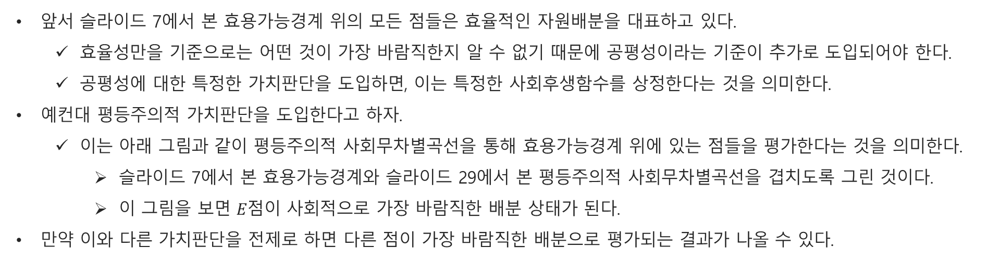 • 앞서 슬라이드 7에서 본 효용가능경계 위의 모든 점들은 효율적인 자원배분을 대표하고 있다.
✓ 효율성만을 기준으로는 어떤 것이 가장 바람직한지 알 수 없기 때문에 공평성이라는 기준이 추가로 도입되어야 한다.
✓ 공평성에 대한 특정한 가치판단을 도입하면, 이는 특정한 사회후생함수를 상정한다는 것을 의미한다.
• 예컨대 평등주의적 가치판단을 도입한다고 하자.
✓ 이는 아래 그림과 같이 평등주의적 사회무차별곡선을 통해 효용가능경계 위에 있는 점들을 평가한다는 것을 의미한다.
➢ 슬라이드 7에서 본 효용가능경계와 슬라이드 29에서 본 평등주의적 사회무차별곡선을 겹치도록 그린 것이다.
➢ 이 그림을 보면 E점이 사회적으로 가장 바람직한 배분 상태가 된다.
• 만약 이와 다른 가치판단을 전제로 하면 다른 점이 가장 바람직한 배분으로 평가되는 결과가 나올 수 있다.